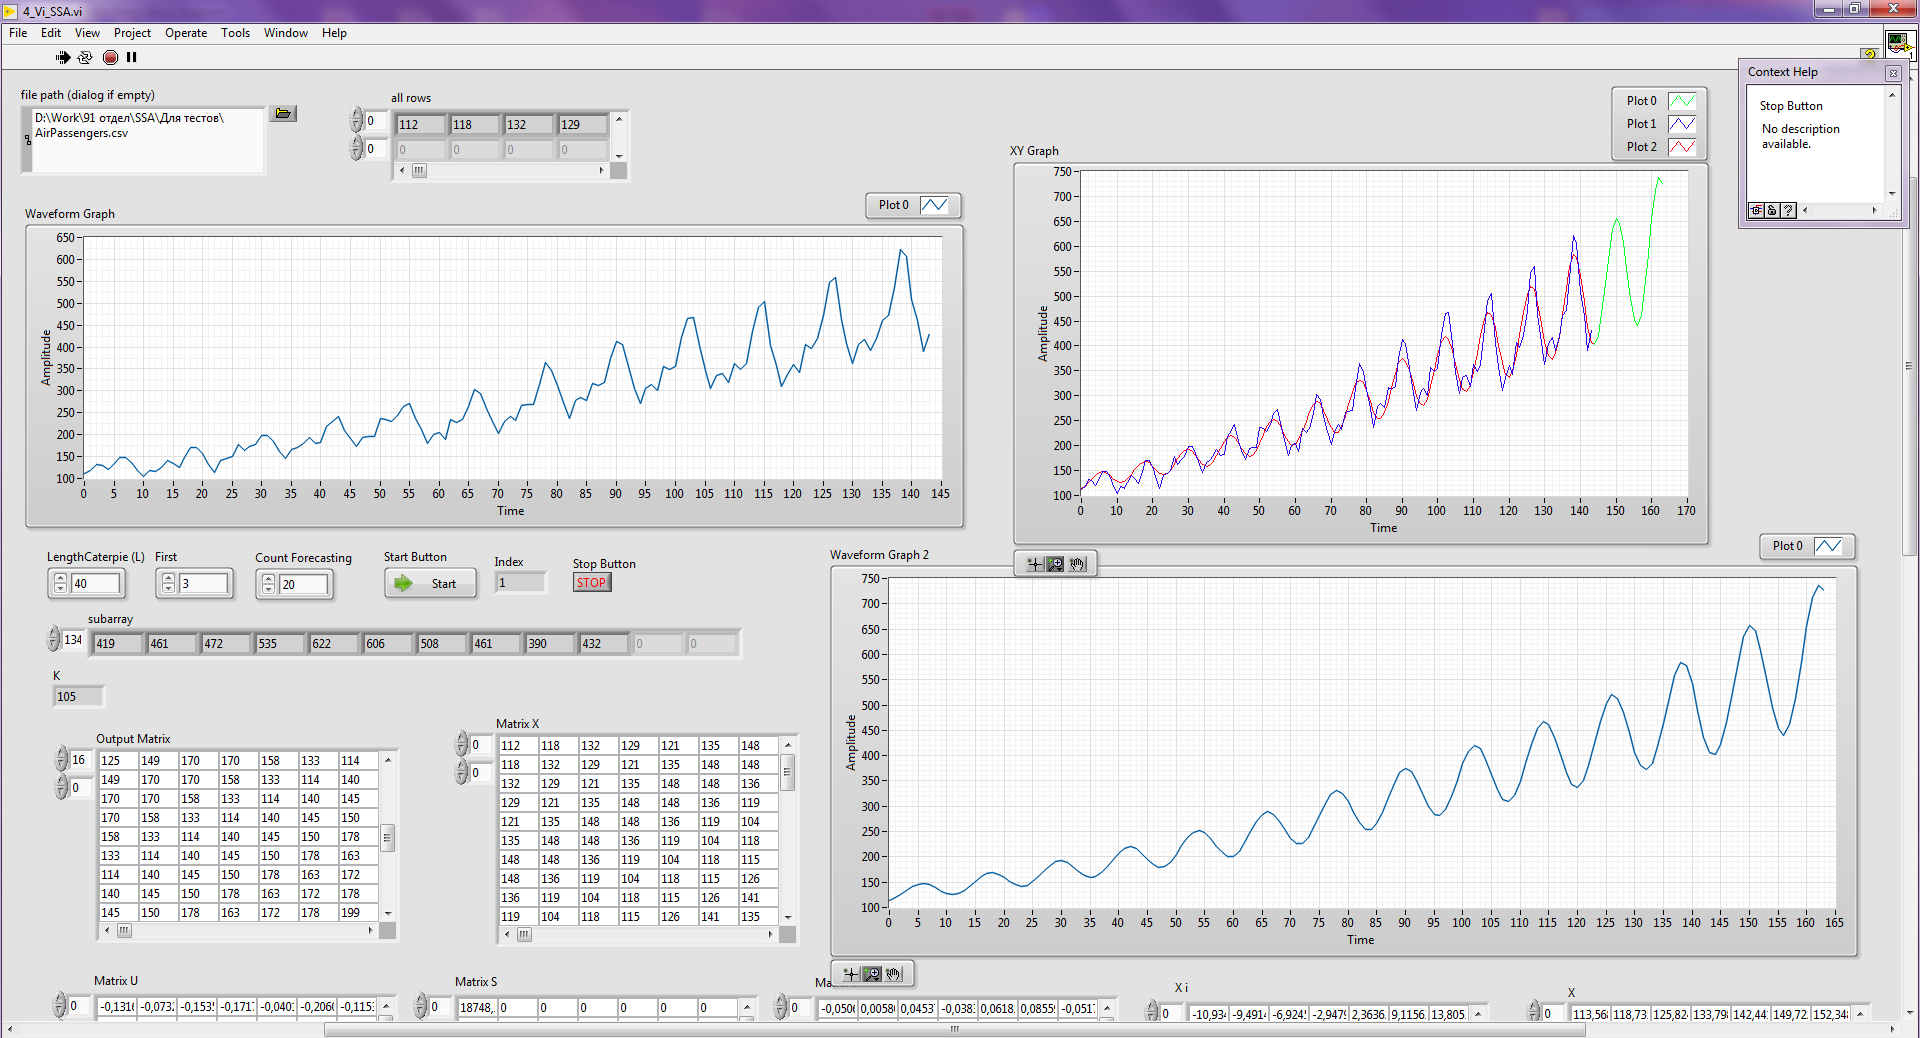 4_Vi_SSA.vi
File Edit View Project Operate Tools Window Help
file path (dialog if empty)
D:\Work\91 отдел\SSA\Для тестов\
AirPassengers.csv
all rows
0 112 118 132 129
0 0 0 0 0
Context Help
Stop Button
No description
available.
Plot 0
Plot 1
Plot 2
Waveform Graph
Plot 0
650
600
550
500
450
400
350
300
250
200
150
100
Amplitude
0 5 10 15 20 25 30 35 40 45 50 55 60 65 70 75 80 85 90 95 100 105 110 115 120 125 130 135 140 145
Time
XY Graph
750
700
650
600
550
500
450
400
350
300
250
200
150
100
Amplitude
0 10 20 30 40 50 60 70 80 90 100 110 120 130 140 150 160 170
Time
LengthCaterpie (L) First Count Forecasting Start Button Index Stop Button
40 3 20 Start 1 STOP
subarray
134 419 461 472 535 622 606 508 461 390 432 0 0
K
105
Output Matrix
16
0
125 149 170 170 158 133 114
149 170 170 158 133 114 140
170 170 158 133 114 140 145
170 158 133 114 140 145 150
158 133 114 140 145 150 178
133 114 140 145 150 178 163
114 140 145 150 178 163 172
140 145 150 178 163 172 178
145 150 178 163 172 178 199
Matrix X
0
0
112 118 132 129 121 135 148
118 132 129 121 135 148 148
132 129 121 135 148 148 136
129 121 135 148 148 136 119
121 135 148 148 136 119 104
135 148 148 136 119 104 118
148 148 136 119 104 118 115
148 136 119 104 118 115 126
136 119 104 118 115 126 141
119 104 118 115 126 141 135
Waveform Graph 2
Plot 0
750
700
650
600
550
500
450
400
350
300
250
200
150
100
Amplitude
0 5 10 15 20 25 30 35 40 45 50 55 60 65 70 75 80 85 90 95 100 105 110 115 120 125 130 135 140 145 150 155 160 165
Time
Matrix U
0 -0,1316 -0,073 -0,153 -0,171 -0,040 -0,2060 -0,115
Matrix S
0 18748, 0 0 0 0 0 0
0 -0,0506 0,0058 0,0453 -0,038 0,0618 0,0855 -0,051
X i
0 -10,934 -9,4914 -6,924 -2,9479 2,3636 9,1156 13,805
X
0 113,568 118,73 125,824 133,798 142,44 149,72 152,348